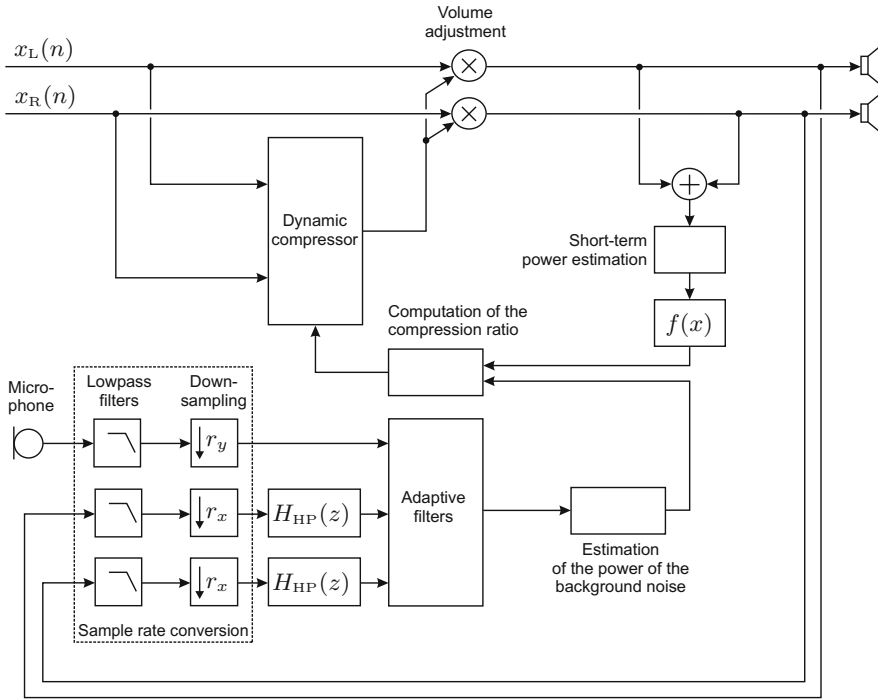 Volume
adjustment
x_L(n)
x_R(n)
Dynamic
compressor
Short-term
power estimation
Computation of the
compression ratio
f(x)
Micro-
phone
Lowpass
filters
Down-
sampling
↓ r_y
Adaptive
filters
↓ r_x
H_HP(z)
↓ r_x
H_HP(z)
Estimation
of the power of the
background noise
Sample rate conversion